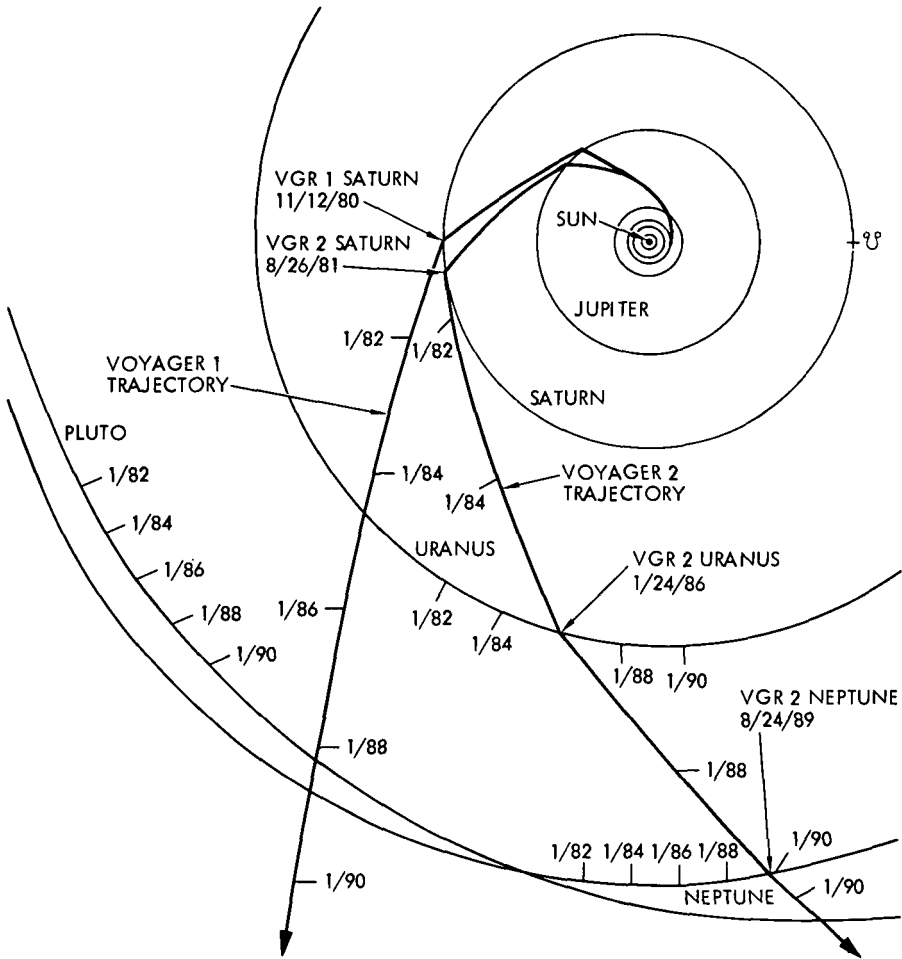 VGR 1 SATURN
11/12/80
SUN
☋
VGR 2 SATURN
8/26/81
JUPITER
1/82
1/82
VOYAGER 1
TRAJECTORY
SATURN
PLUTO
1/82
1/84
VOYAGER 2
TRAJECTORY
1/84
1/84
URANUS
VGR 2 URANUS
1/24/86
1/86
1/86
1/82
1/88
1/84
1/90
1/88
1/90
VGR 2 NEPTUNE
8/24/89
1/88
1/88
1/82
1/84
1/86
1/88
1/90
1/90
1/90
NEPTUNE